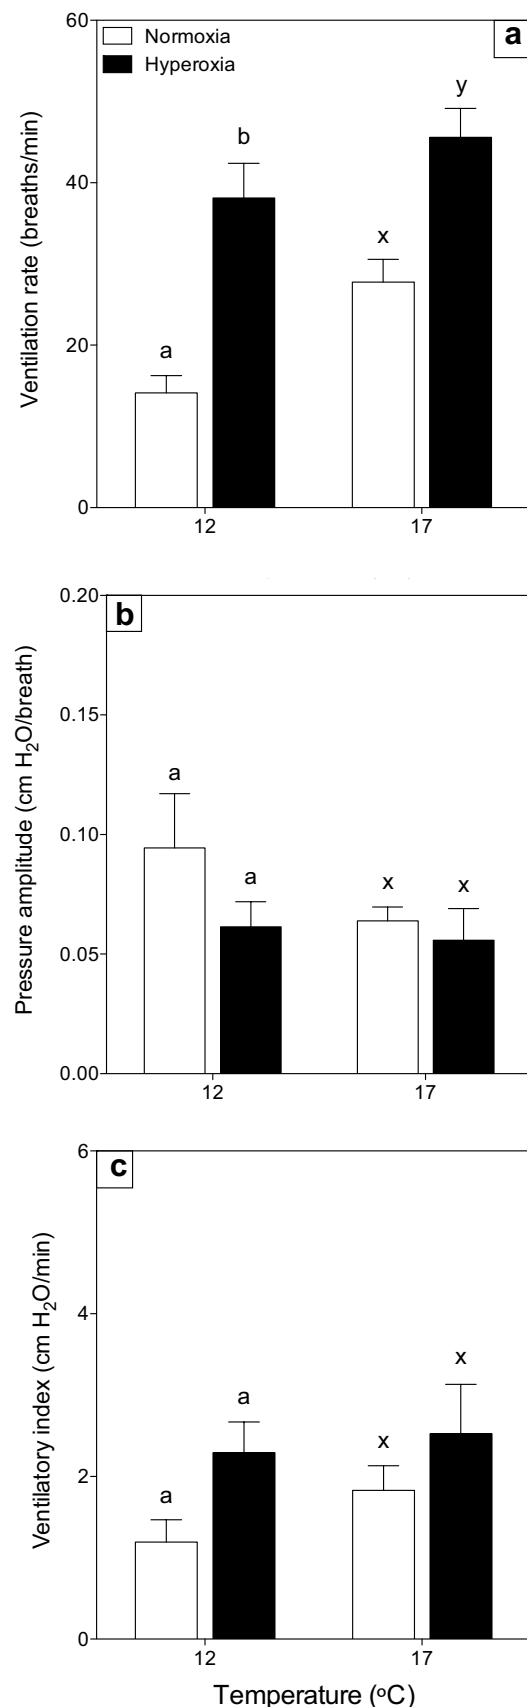 60
Normoxia
a
Hyperoxia
y
b
40
x
20
a
0
12
17
Ventilation rate (breaths/min)
0.20
b
0.15
a
0.10
a
x
x
0.05
0.00
12
17
Pressure amplitude (cm H₂O/breath)
6
c
4
x
a
x
2
a
0
12
17
Ventilatory index (cm H₂O/min)
Temperature (ºC)